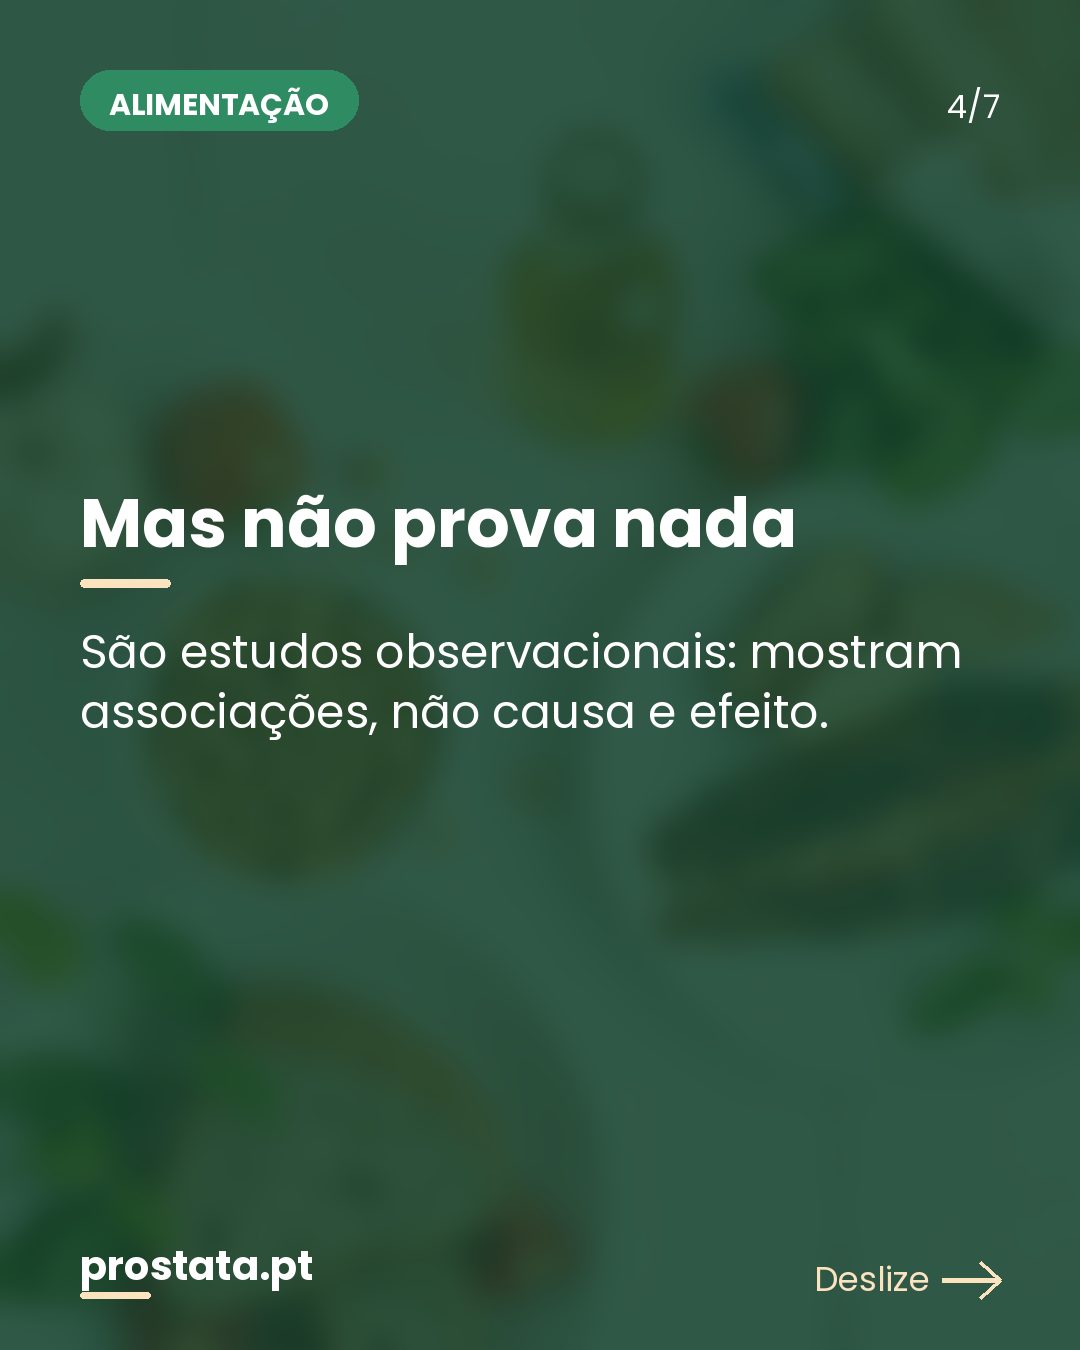 ALIMENTAÇÃO
4/7
Mas não prova nada
São estudos observacionais: mostram
associações, não causa e efeito.
prostata.pt
Deslize